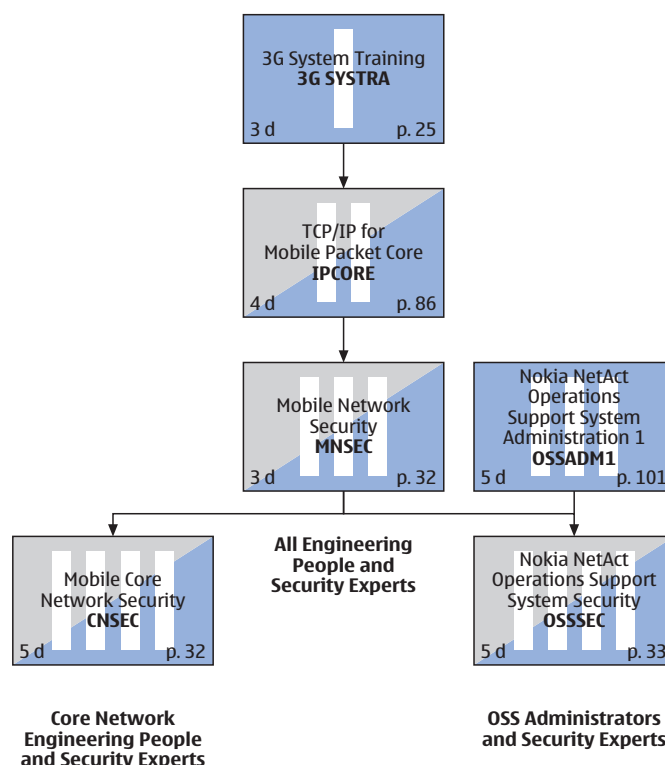 3G System Training
3G SYSTRA
3 d p. 25
TCP/IP for
Mobile Packet Core
IPCORE
4 d p. 86
Mobile Network
Security
MNSEC
3 d p. 32
Nokia NetAct
Operations
Support System
Administration 1
OSSADM1
5 d p. 101
All Engineering
People and
Security Experts
Mobile Core
Network Security
CNSEC
5 d p. 32
Nokia NetAct
Operations Support
System Security
OSSSEC
5 d p. 33
Core Network
Engineering People
and Security Experts
OSS Administrators
and Security Experts